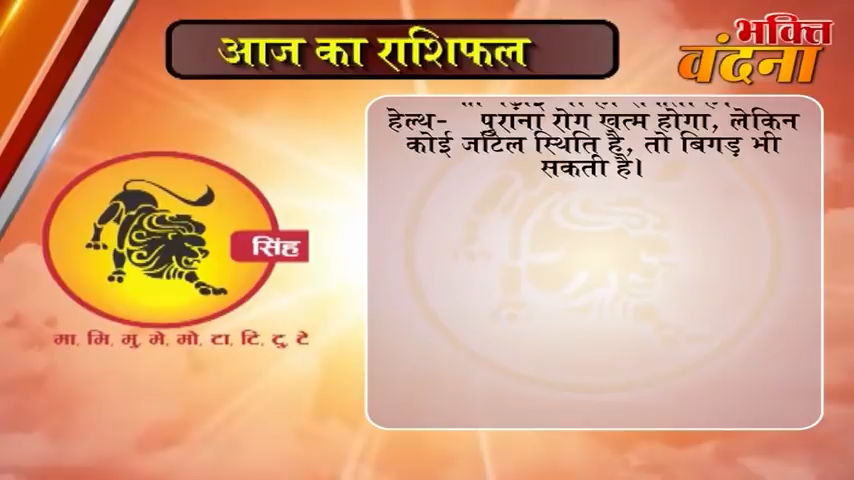 आज का राशिफल
भक्ति
वंदना
हेल्थ- पुराना रोग खत्म होगा, लेकिन
कोई जटिल स्थिति है, तो बिगड़ भी
सकती है।
सिंह
मा, मि, मु, मे, मो, टा, टि, टु, टे